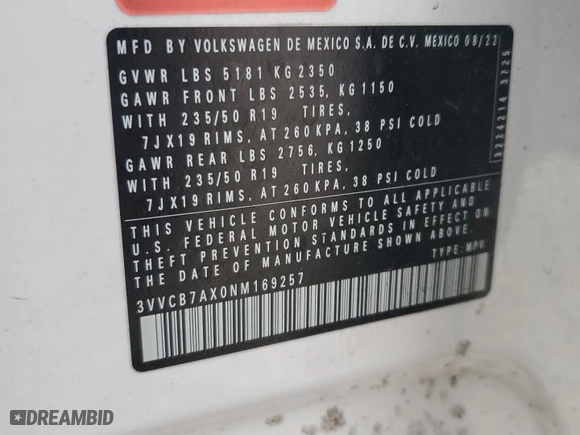 MFD BY VOLKSWAGEN DE MEXICO S.A. DE C.V. MEXICO 08/22
GVWR LBS 5181 KG 2350
GAWR FRONT LBS 2535, KG 1150
WITH 235/50 R19 TIRES,
7JX19 RIMS, AT 260 KPA, 38 PSI COLD
GAWR REAR LBS 2756, KG 1250
WITH 235/50 R19 TIRES,
7JX19 RIMS, AT 260 KPA, 38 PSI COLD
THIS VEHICLE CONFORMS TO ALL APPLICABLE
U.S. FEDERAL MOTOR VEHICLE SAFETY AND
THEFT PREVENTION STANDARDS IN EFFECT ON
THE DATE OF MANUFACTURE SHOWN ABOVE.
3VVCB7AX0NM169257 TYPE: MPV
3224214 3725
DREAMBID